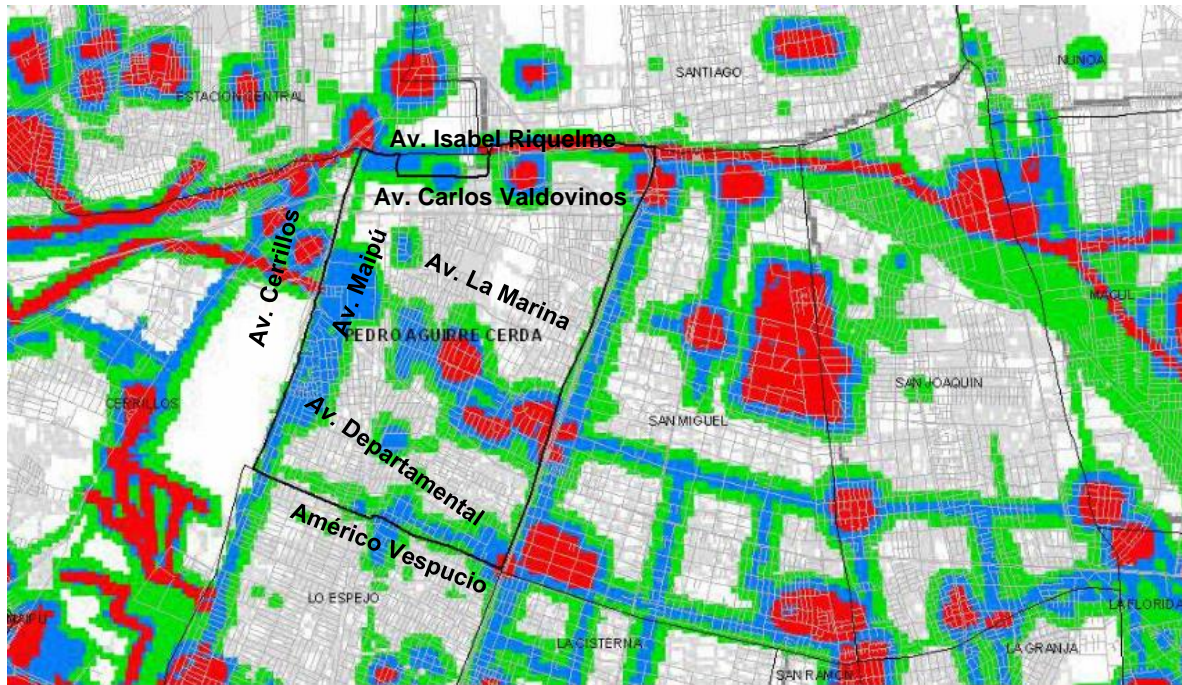 SANTIAGO
ÑUÑOA
ESTACION CENTRAL
Av. Isabel Riquelme
Av. Carlos Valdovinos
Av. Cerrillos
Av. Maipú
Av. La Marina
MACUL
PEDRO AGUIRRE CERDA
SAN JOAQUIN
CERRILLOS
SAN MIGUEL
Av. Departamental
Américo Vespucio
LO ESPEJO
LA FLORIDA
MAIPU
LA CISTERNA
LA GRANJA
SAN RAMON